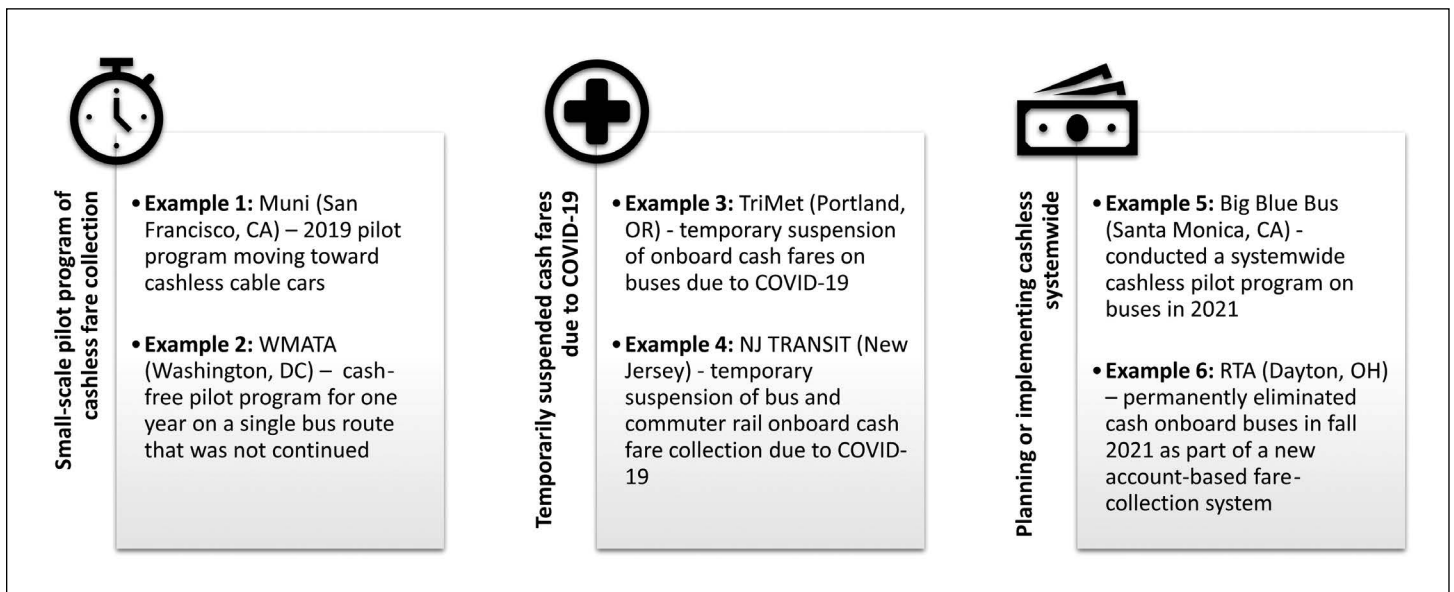 Small-scale pilot program of
cashless fare collection
•Example 1: Muni (San
Francisco, CA) – 2019 pilot
program moving toward
cashless cable cars
•Example 2: WMATA
(Washington, DC) – cash-
free pilot program for one
year on a single bus route
that was not continued
Temporarily suspended cash fares
due to COVID-19
•Example 3: TriMet (Portland,
OR) - temporary suspension
of onboard cash fares on
buses due to COVID-19
•Example 4: NJ TRANSIT (New
Jersey) - temporary
suspension of bus and
commuter rail onboard cash
fare collection due to COVID-
19
Planning or implementing cashless
systemwide
•Example 5: Big Blue Bus
(Santa Monica, CA) -
conducted a systemwide
cashless pilot program on
buses in 2021
•Example 6: RTA (Dayton, OH)
– permanently eliminated
cash onboard buses in fall
2021 as part of a new
account-based fare-
collection system